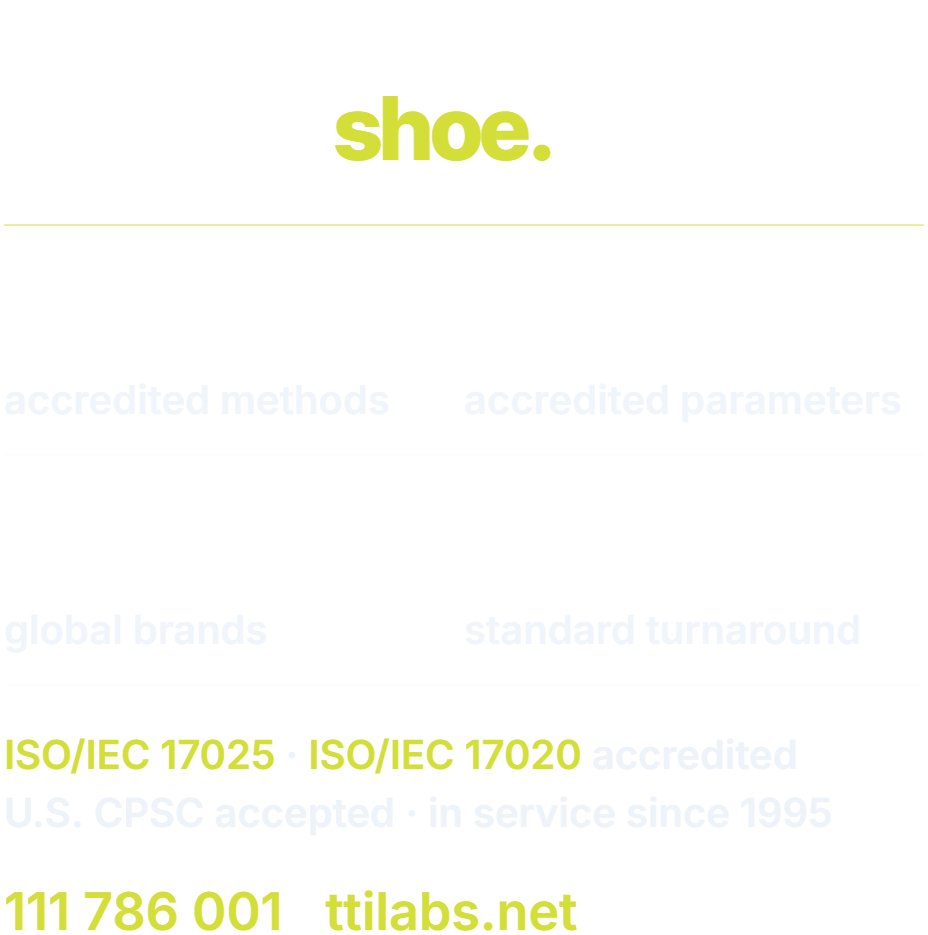 shoe.
accredited methods accredited parameters
global brands standard turnaround
ISO/IEC 17025 · ISO/IEC 17020 accredited
U.S. CPSC accepted · in service since 1995
111 786 001 ttilabs.net